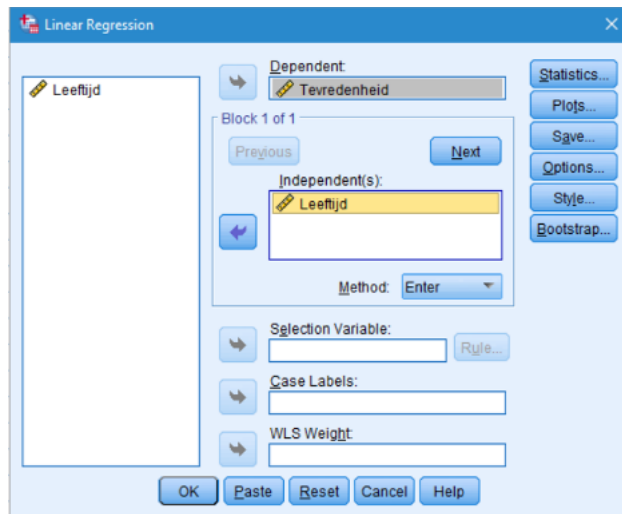 Linear Regression
Leeftijd
Dependent:
Tevredenheid
Block 1 of 1
Previous
Next
Independent(s):
Leeftijd
Method: Enter
Selection Variable:
Rule...
Case Labels:
WLS Weight:
Statistics...
Plots...
Save...
Options...
Style...
Bootstrap...
OK Paste Reset Cancel Help